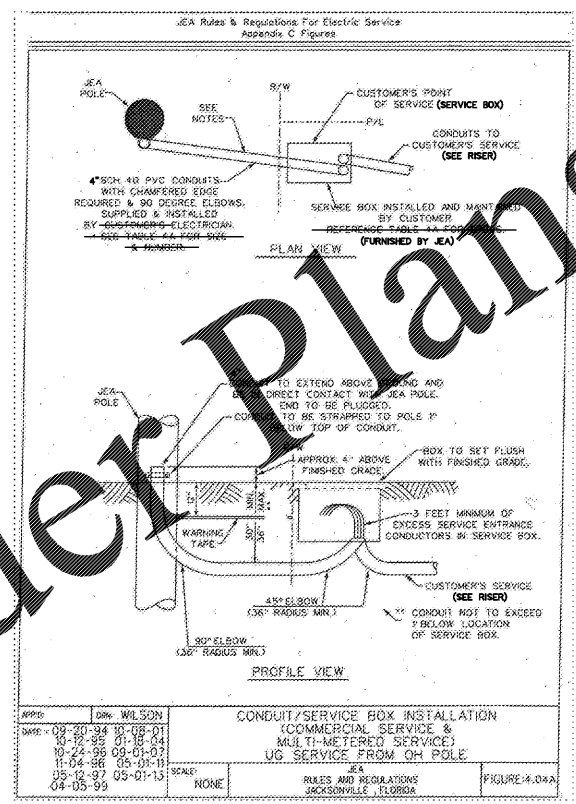 JEA Rules & Regulations For Electric Service
Appendix C Figures
JEA
POLE
SEE
NOTES
R/W
CUSTOMER'S POINT
OF SERVICE (SERVICE BOX)
P/L
CONDUITS TO
CUSTOMER'S SERVICE
(SEE RISER)
4" SCH. 40 PVC CONDUITS
WITH CHAMFERED EDGE
REQUIRED & 90 DEGREE ELBOWS.
SUPPLIED & INSTALLED
BY CUSTOMER'S ELECTRICIAN.
SEE TABLE 4A FOR SIZE
& NUMBER.
SERVICE BOX INSTALLED AND MAINTAINED
BY CUSTOMER
REFERENCE TABLE 4A FOR
(FURNISHED BY JEA)
PLAN VIEW
JEA
POLE
4"
CONDUIT TO EXTEND ABOVE GROUND AND
BE IN DIRECT CONTACT WITH JEA POLE.
END TO BE PLUGGED.
CONDUIT TO BE STRAPPED TO POLE 1"
BELOW TOP OF CONDUIT.
APPROX. 4" ABOVE
FINISHED GRADE.
BOX TO SET FLUSH
WITH FINISHED GRADE.
12"
30" MIN.
36" MAX.
WARNING
TAPE
3 FEET MINIMUM OF
EXCESS SERVICE ENTRANCE
CONDUCTORS IN SERVICE BOX.
CUSTOMER'S SERVICE
(SEE RISER)
45° ELBOW
(36" RADIUS MIN.)
CONDUIT NOT TO EXCEED
1' BELOW LOCATION
OF SERVICE BOX.
90° ELBOW
(36" RADIUS MIN.)
PROFILE VIEW
APP'D:
DRN: WILSON
DATE: 09-20-94 10-08-01
10-12-95 01-18-04
10-24-96 09-01-07
11-04-96 05-01-11
05-12-97 05-01-13
04-05-99
SCALE:
NONE
CONDUIT/SERVICE BOX INSTALLATION
(COMMERCIAL SERVICE &
MULTI-METERED SERVICE)
UG SERVICE FROM OH POLE
JEA
RULES AND REGULATIONS
JACKSONVILLE, FLORIDA
FIGURE 4.04A
der Plans